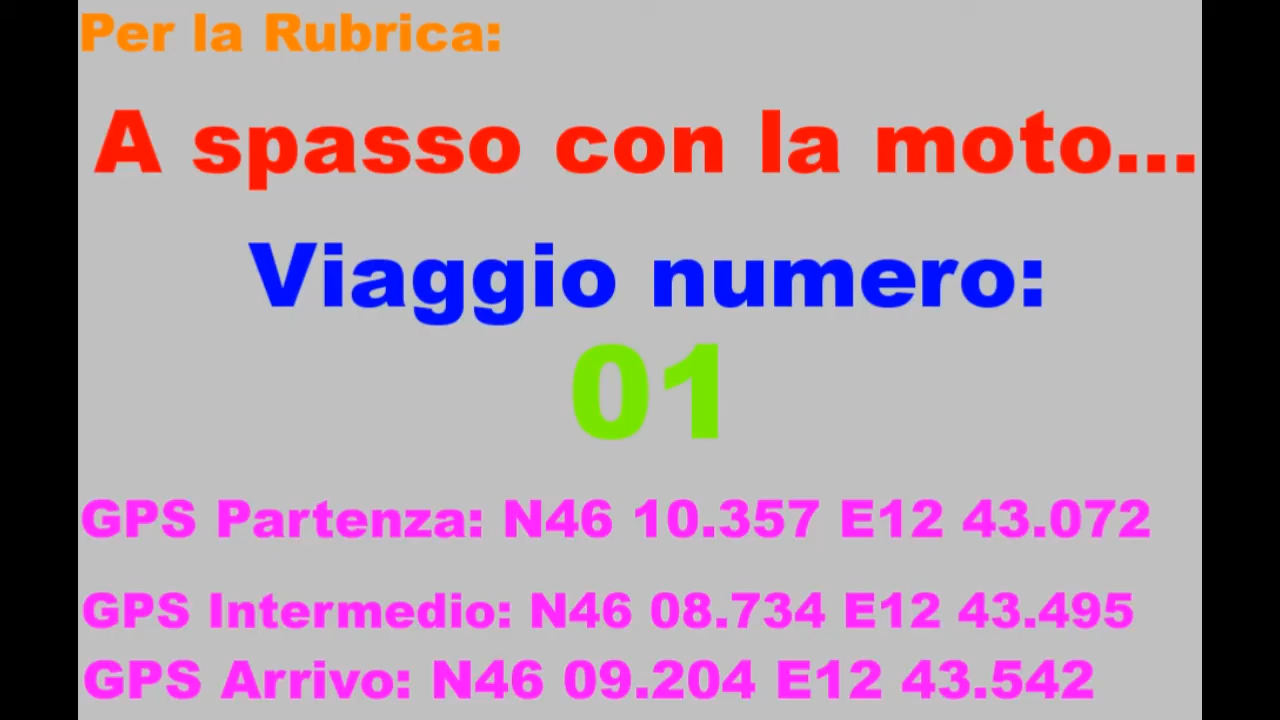 Per la Rubrica:
A spasso con la moto...
Viaggio numero:
01
GPS Partenza: N46 10.357 E12 43.072
GPS Intermedio: N46 08.734 E12 43.495
GPS Arrivo: N46 09.204 E12 43.542